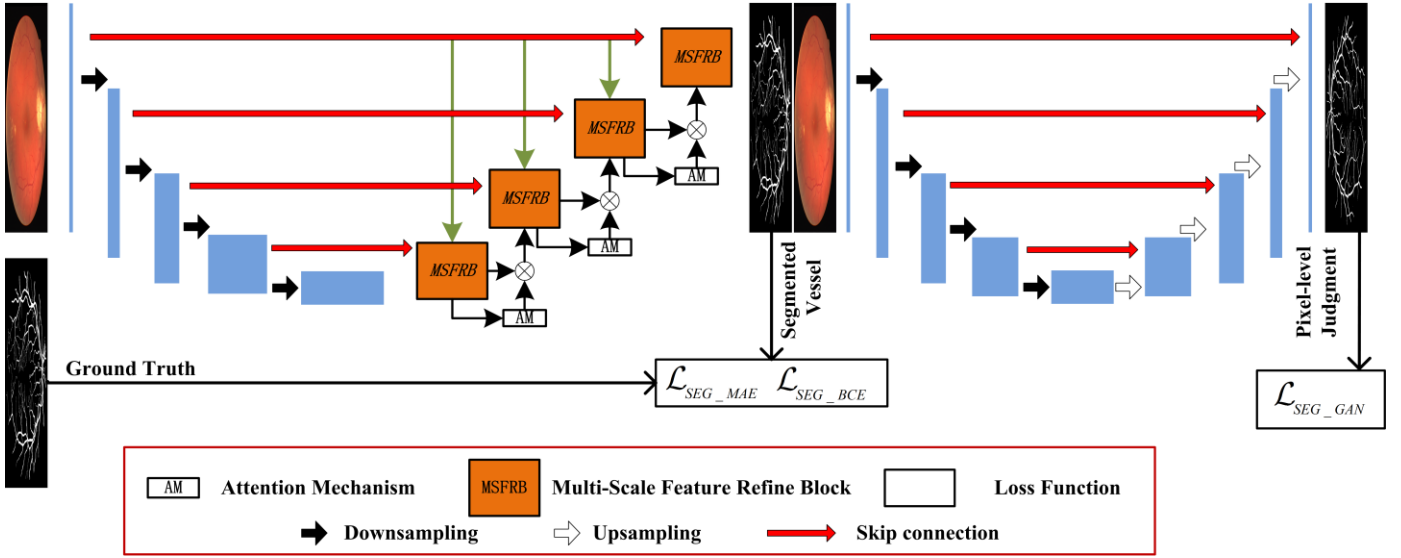 MSFRB
MSFRB
AM
MSFRB
AM
MSFRB
AM
Segmented
Vessel
Pixel-level
Judgment
Ground Truth
ℒSEG_MAE ℒSEG_BCE
ℒSEG_GAN
AM Attention Mechanism MSFRB Multi-Scale Feature Refine Block Loss Function
Downsampling Upsampling Skip connection